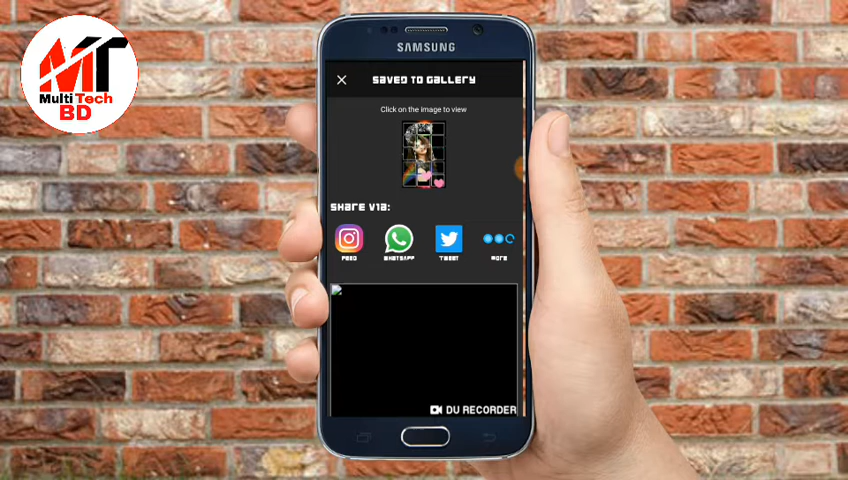 MT
Multi Tech
BD
SAMSUNG
SAVED TO GALLERY
Click on the image to view
SHARE VIA:
FEED
WHATSAPP
TWEET
MORE
DU RECORDER